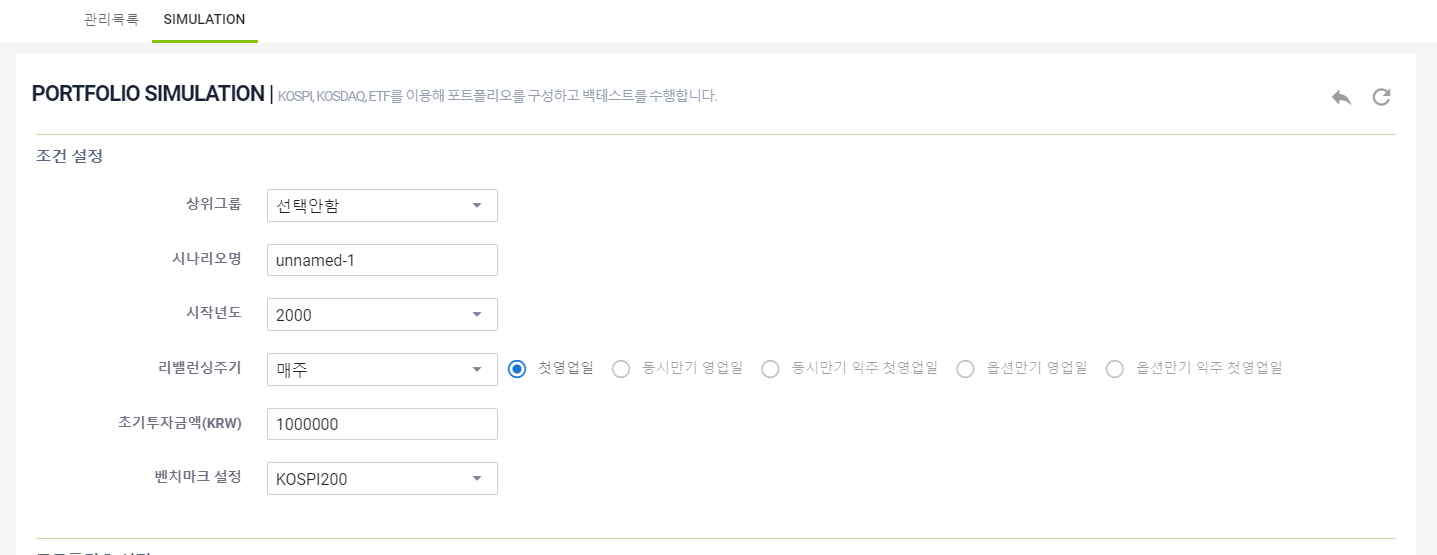 관리목록 SIMULATION
PORTFOLIO SIMULATION | KOSPI, KOSDAQ, ETF를 이용해 포트폴리오를 구성하고 백테스트를 수행합니다.
조건 설정
상위그룹 선택안함
시나리오명 unnamed-1
시작년도 2000
리밸런싱주기 매주 첫영업일 동시만기 영업일 동시만기 익주 첫영업일 옵션만기 영업일 옵션만기 익주 첫영업일
초기투자금액(KRW) 1000000
벤치마크 설정 KOSPI200